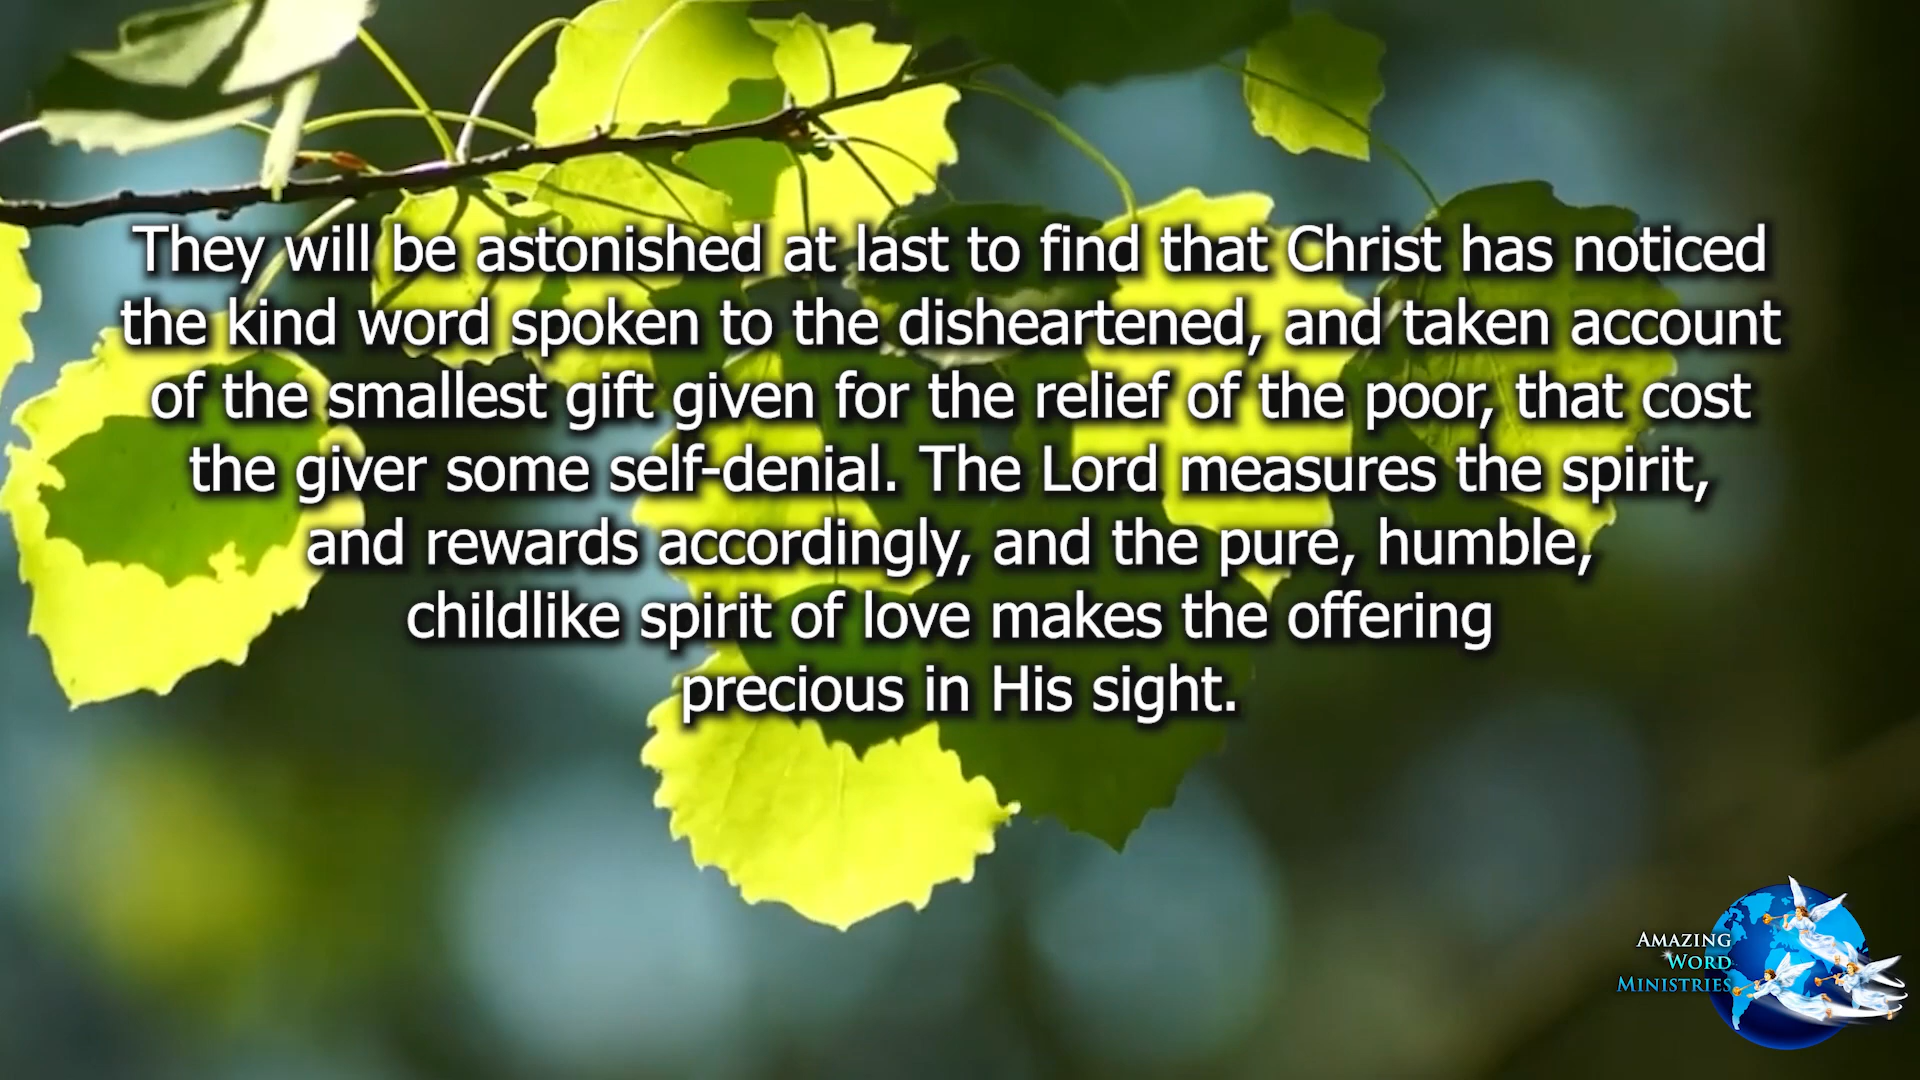 They will be astonished at last to find that Christ has noticed
the kind word spoken to the disheartened, and taken account
of the smallest gift given for the relief of the poor, that cost
the giver some self-denial. The Lord measures the spirit,
and rewards accordingly, and the pure, humble,
childlike spirit of love makes the offering
precious in His sight.
AMAZING
WORD
MINISTRIES